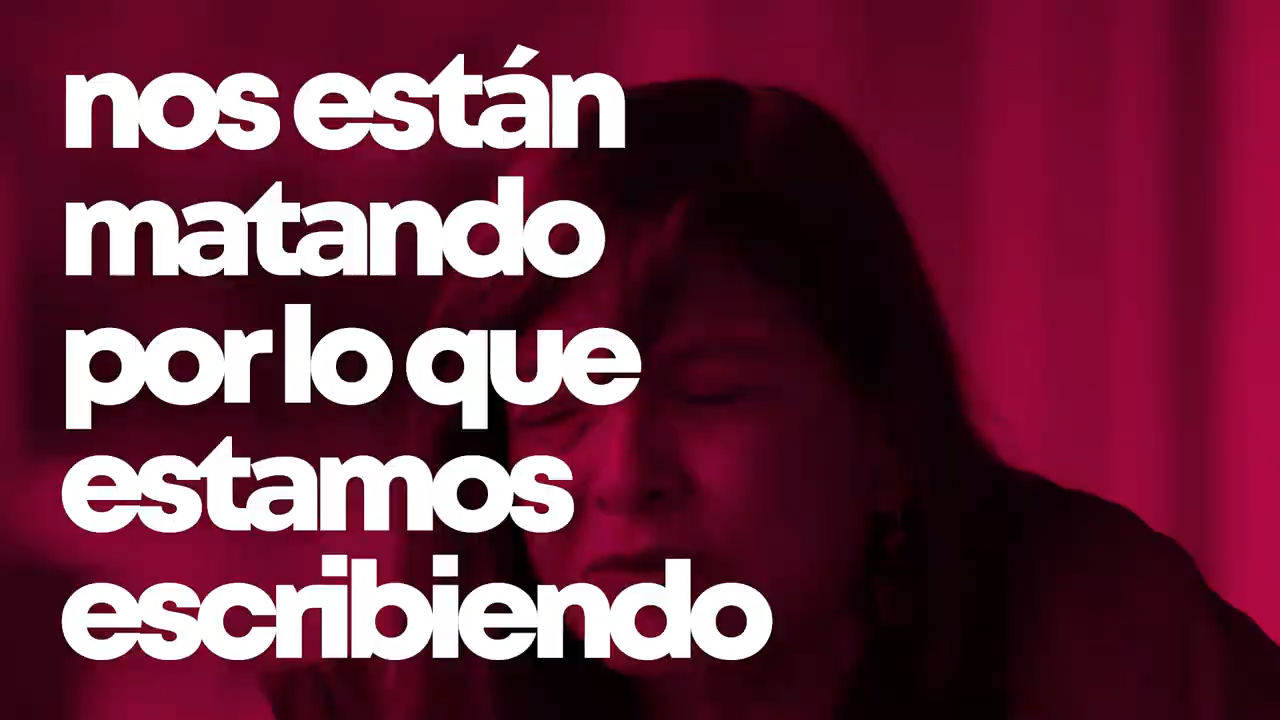 nos están
matando
por lo que
estamos
escribiendo